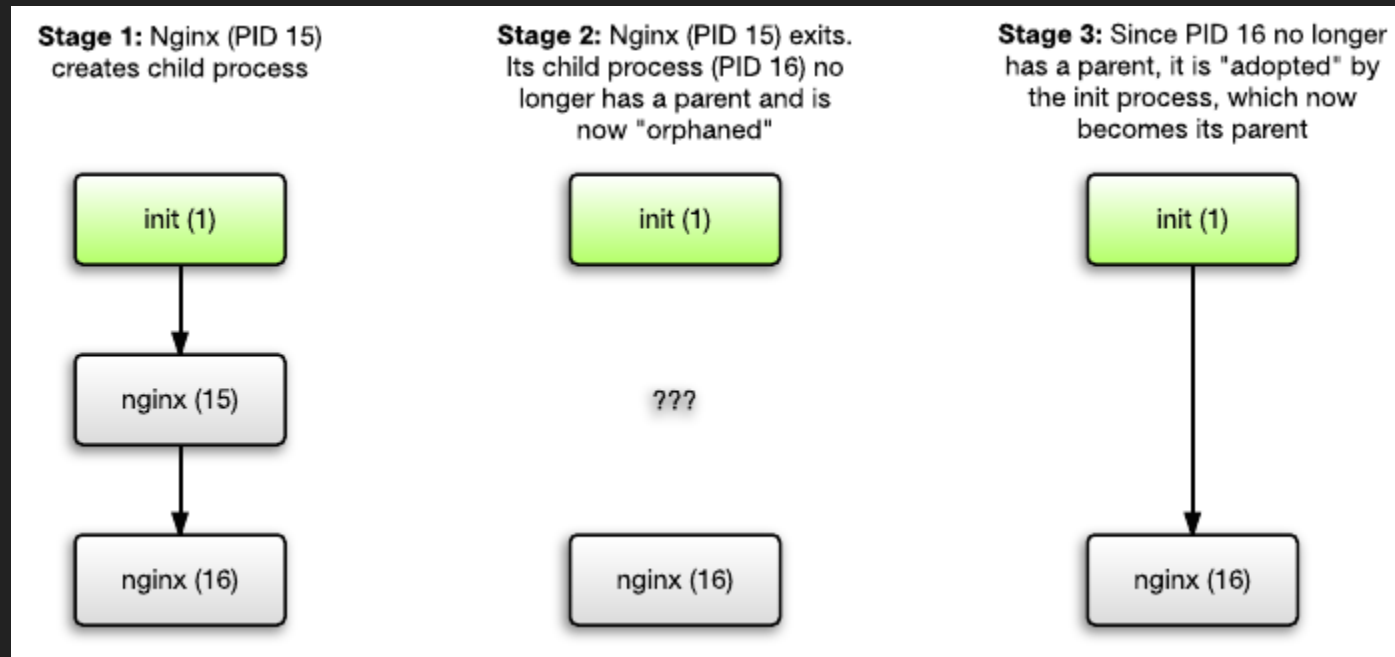 Stage 1: Nginx (PID 15)
creates child process
Stage 2: Nginx (PID 15) exits.
Its child process (PID 16) no
longer has a parent and is
now "orphaned"
Stage 3: Since PID 16 no longer
has a parent, it is "adopted" by
the init process, which now
becomes its parent
init (1)
nginx (15)
nginx (16)
init (1)
???
nginx (16)
init (1)
nginx (16)